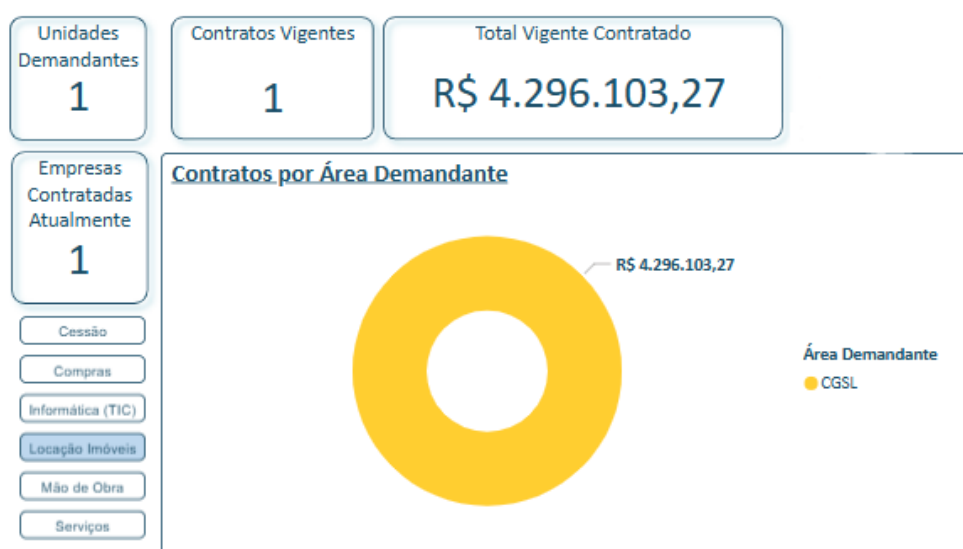 Unidades
Demandantes
1
Contratos Vigentes
1
Total Vigente Contratado
R$ 4.296.103,27
Empresas
Contratadas
Atualmente
1
Contratos por Área Demandante
R$ 4.296.103,27
Área Demandante
CGSL
Cessão
Compras
Informática (TIC)
Locação Imóveis
Mão de Obra
Serviços